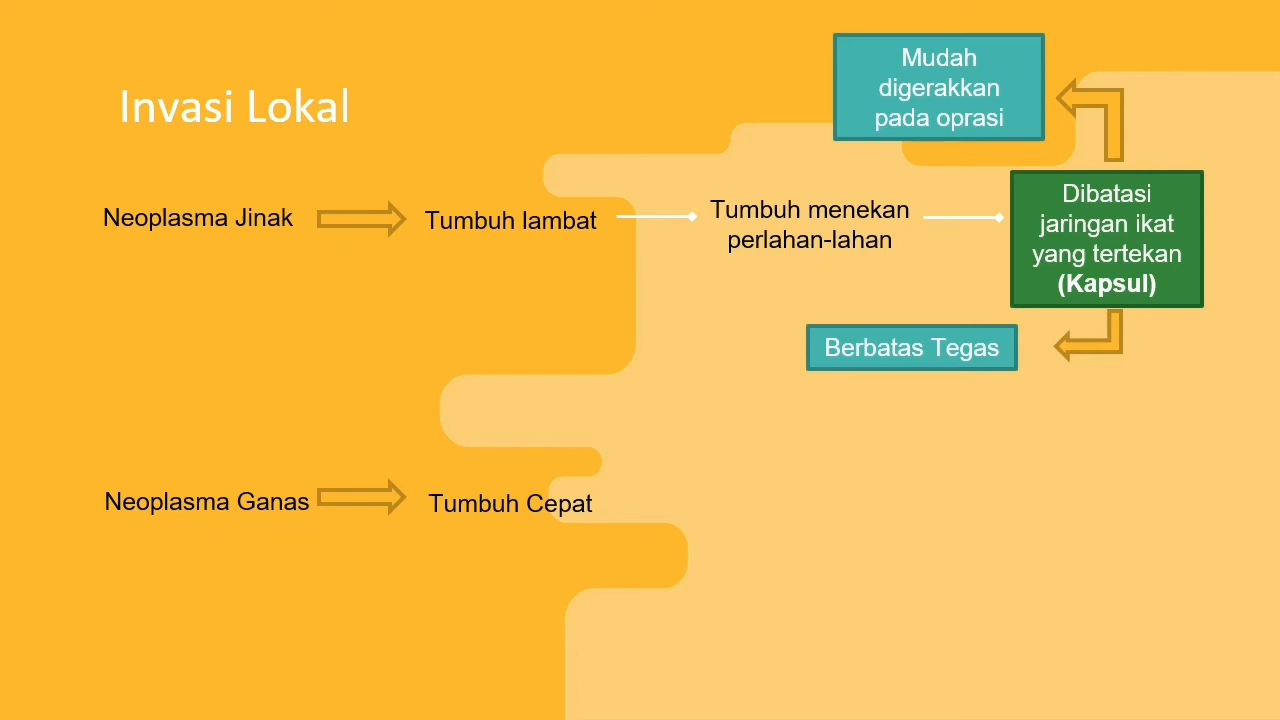 Invasi Lokal
Mudah
digerakkan
pada oprasi
Neoplasma Jinak
Tumbuh lambat
Tumbuh menekan
perlahan-lahan
Dibatasi
jaringan ikat
yang tertekan
(Kapsul)
Berbatas Tegas
Neoplasma Ganas
Tumbuh Cepat